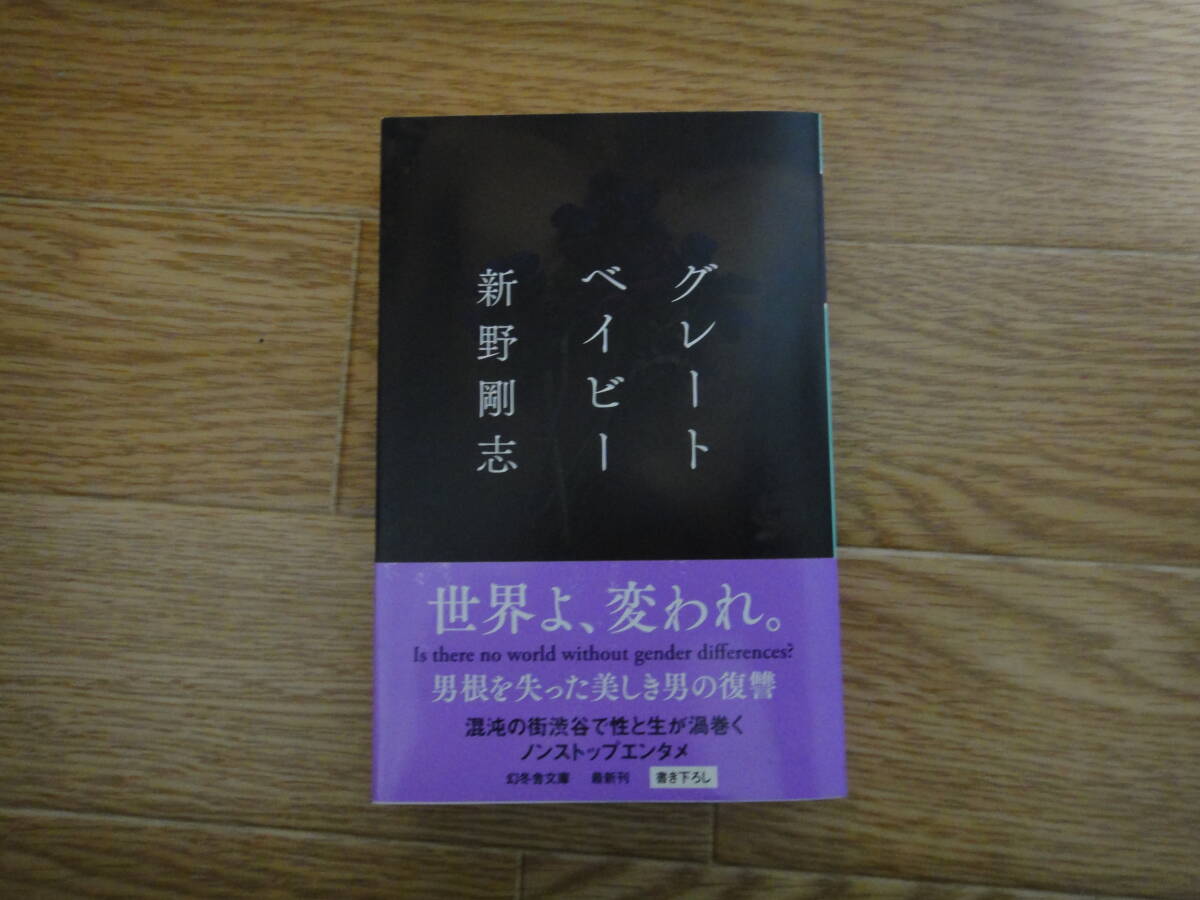 グレート
ベイビー
新野剛志
世界よ、変われ。
Is there no world without gender differences?
男根を失った美しき男の復讐
混沌の街渋谷で性と生が渦巻く
ノンストップエンタメ
幻冬舎文庫 最新刊 書き下ろし